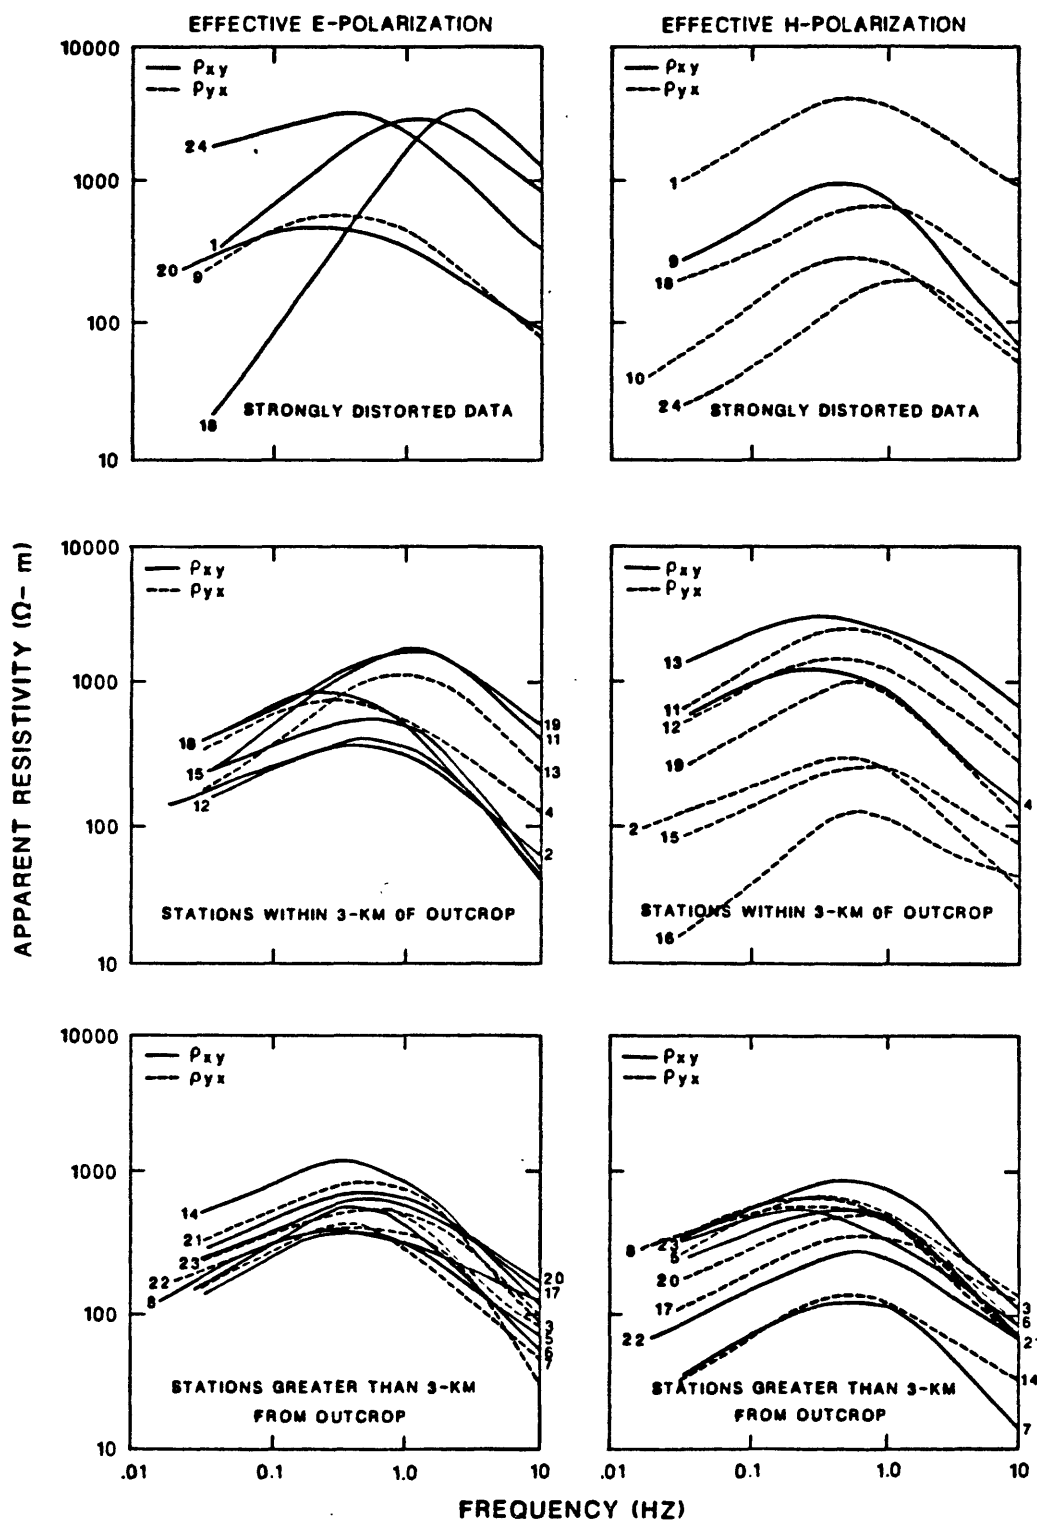 EFFECTIVE E-POLARIZATION
EFFECTIVE H-POLARIZATION
10000
1000
100
10
ρxy
ρyx
24
1
20
9
18
STRONGLY DISTORTED DATA
ρxy
ρyx
1
9
18
10
24
STRONGLY DISTORTED DATA
APPARENT RESISTIVITY (Ω-m)
10000
1000
100
10
ρxy
ρyx
15
12
19
11
13
4
2
STATIONS WITHIN 3-KM OF OUTCROP
ρxy
ρyx
13
11
12
19
2
15
16
4
STATIONS WITHIN 3-KM OF OUTCROP
10000
1000
100
10
ρxy
ρyx
14
21
23
22
8
20
17
3
5
6
7
STATIONS GREATER THAN 3-KM
FROM OUTCROP
ρxy
ρyx
8
23
5
20
17
22
3
6
14
7
STATIONS GREATER THAN 3-KM
FROM OUTCROP
.01
0.1
1.0
10
.01
0.1
1.0
10
FREQUENCY (HZ)